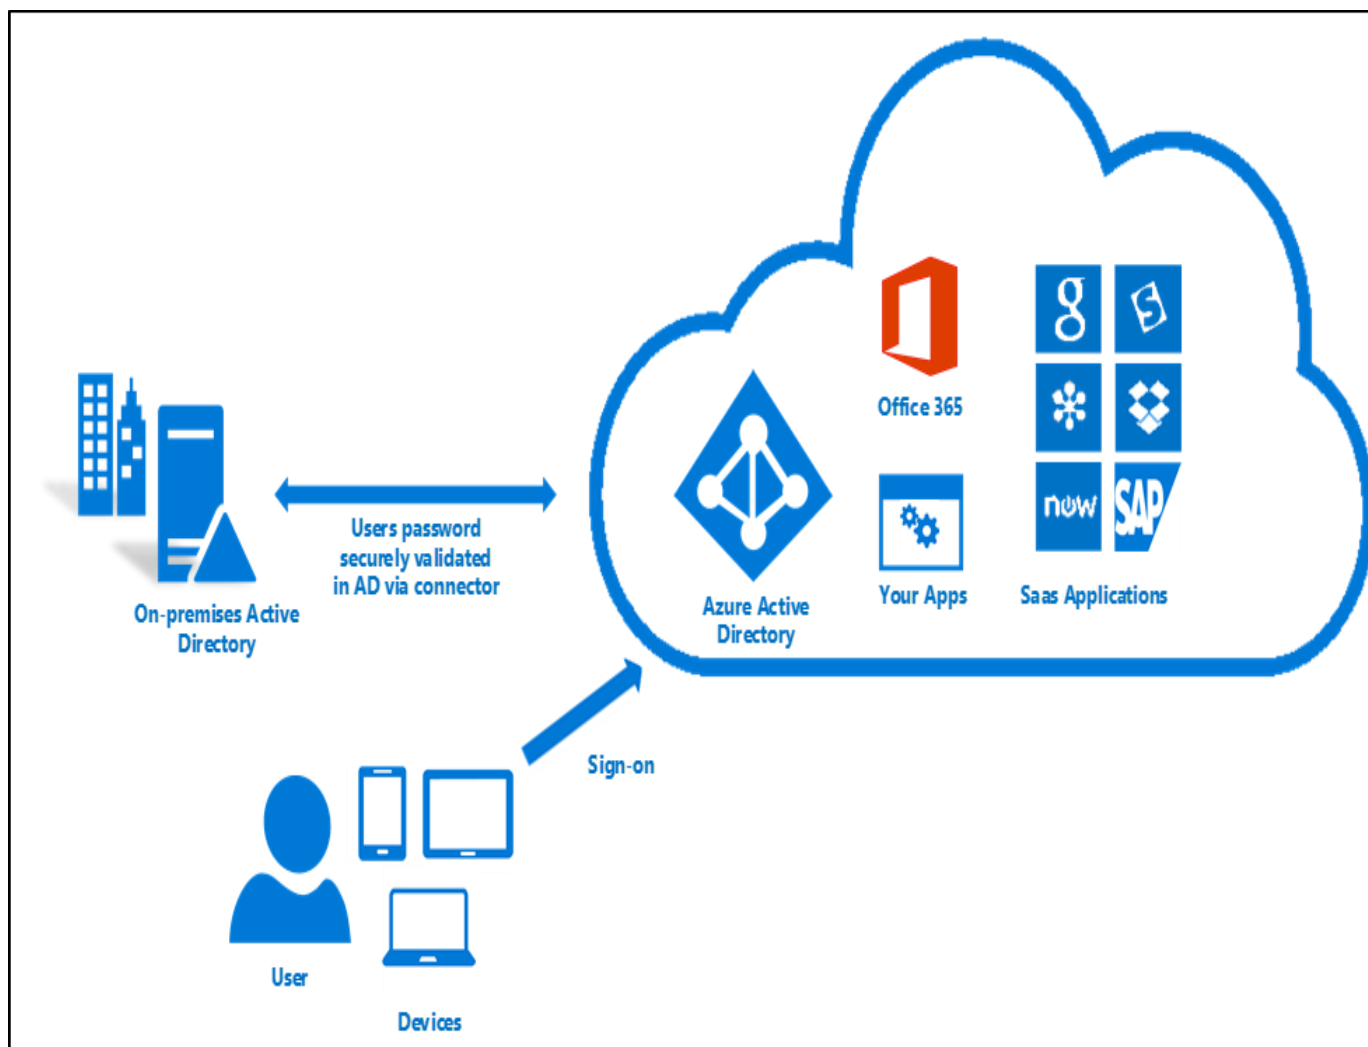 Office 365
g
S
now
SAP
Users password
securely validated
in AD via connector
On-premises Active
Directory
Azure Active
Directory
Your Apps
Saas Applications
Sign-on
User
Devices